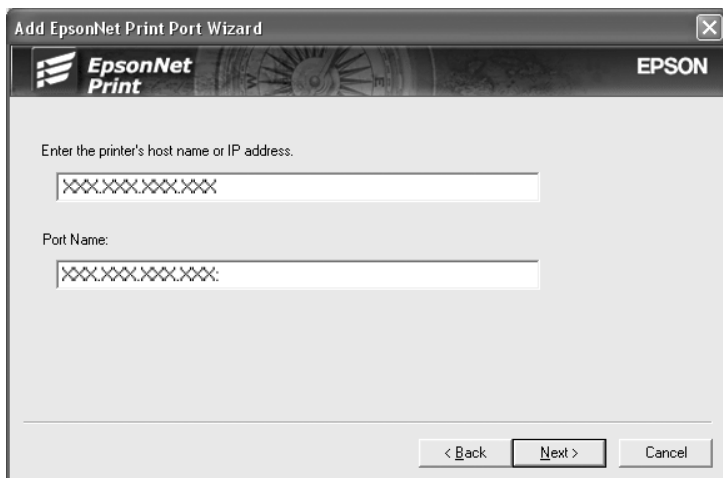 Add EpsonNet Print Port Wizard
EpsonNet
Print
EPSON
Enter the printer's host name or IP address.
XXX.XXX.XXX.XXX
Port Name:
XXX.XXX.XXX.XXX:
< Back
Next >
Cancel